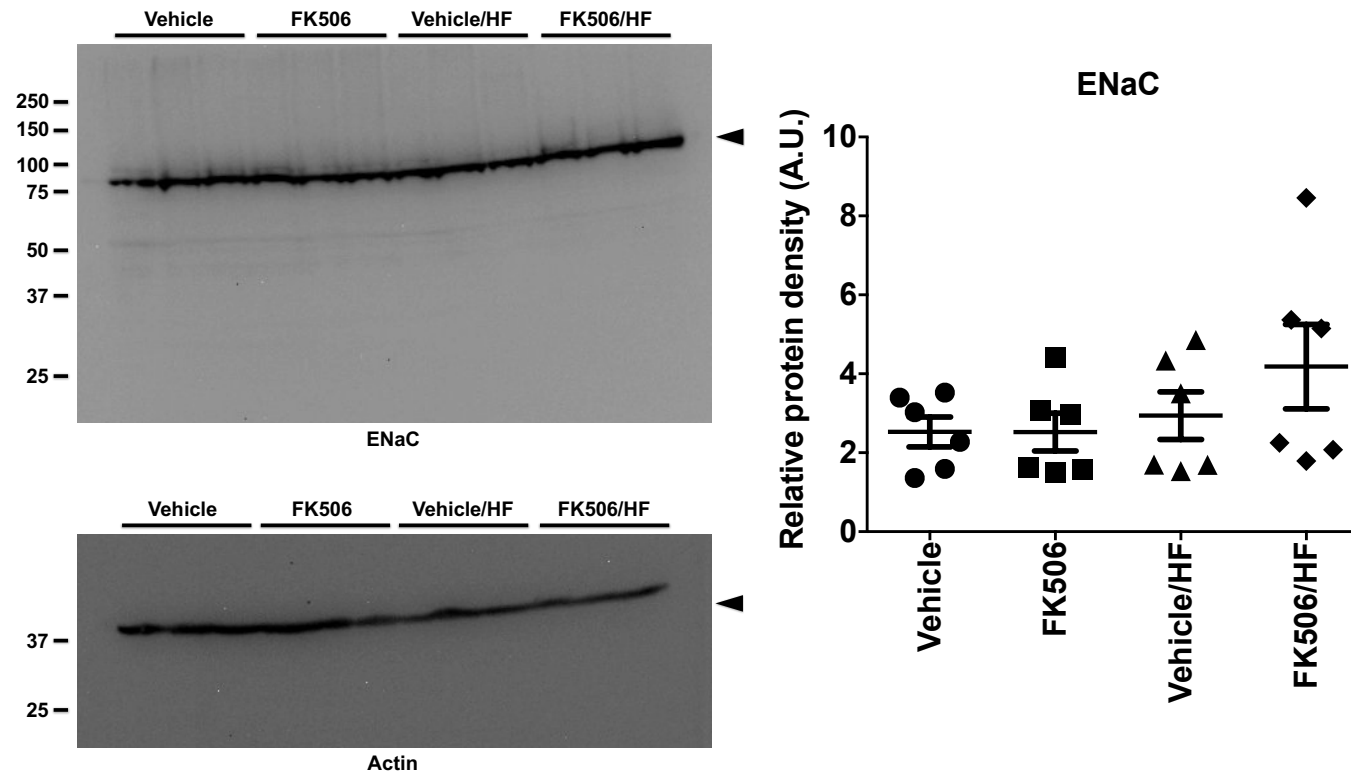 Vehicle FK506 Vehicle/HF FK506/HF
250
150
100
75
50
37
25
ENaC
Vehicle FK506 Vehicle/HF FK506/HF
37
25
Actin
ENaC
Relative protein density (A.U.)
10
8
6
4
2
0
Vehicle
FK506
Vehicle/HF
FK506/HF